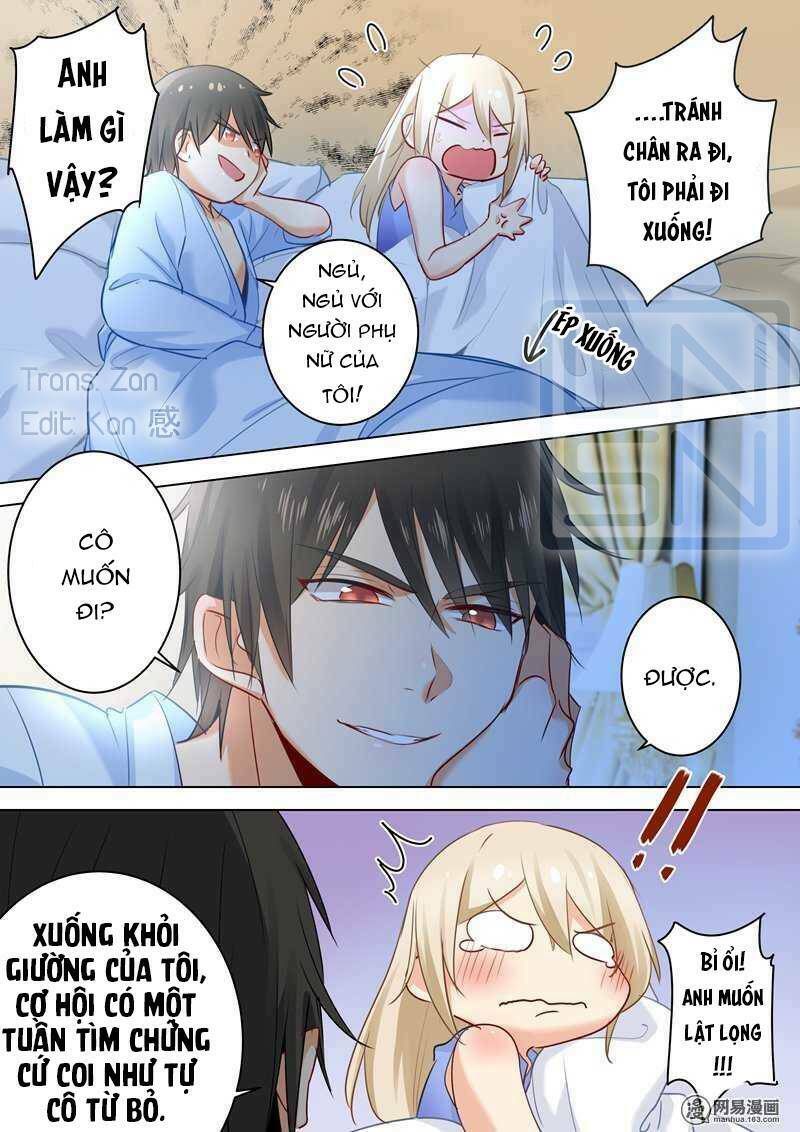 ANH
LÀM GÌ
VẬY?
....TRÁNH
CHÂN RA ĐI,
TÔI PHẢI ĐI
XUỐNG!
NGỦ,
NGỦ VỚI
NGƯỜI PHỤ
NỮ CỦA
TÔI!
ÉP XUỐNG
Trans: Zan
Edit: Kan 感
SN
SN
CÔ
MUỐN
ĐI?
ĐƯỢC.
!!
XUỐNG KHỎI
GIƯỜNG CỦA TÔI,
CƠ HỘI CÓ MỘT
TUẦN TÌM CHỨNG
CỨ COI NHƯ TỰ
CÔ TỪ BỎ.
BỈ ỔI!
ANH MUỐN
LẬT LỌNG
!!!
漫 网易漫画
manhua.163.com